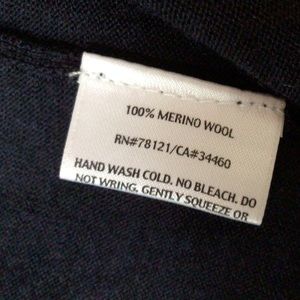 100% MERINO WOOL
RN#78121/CA#34460
HAND WASH COLD. NO BLEACH. DO
NOT WRING. GENTLY SQUEEZE OR